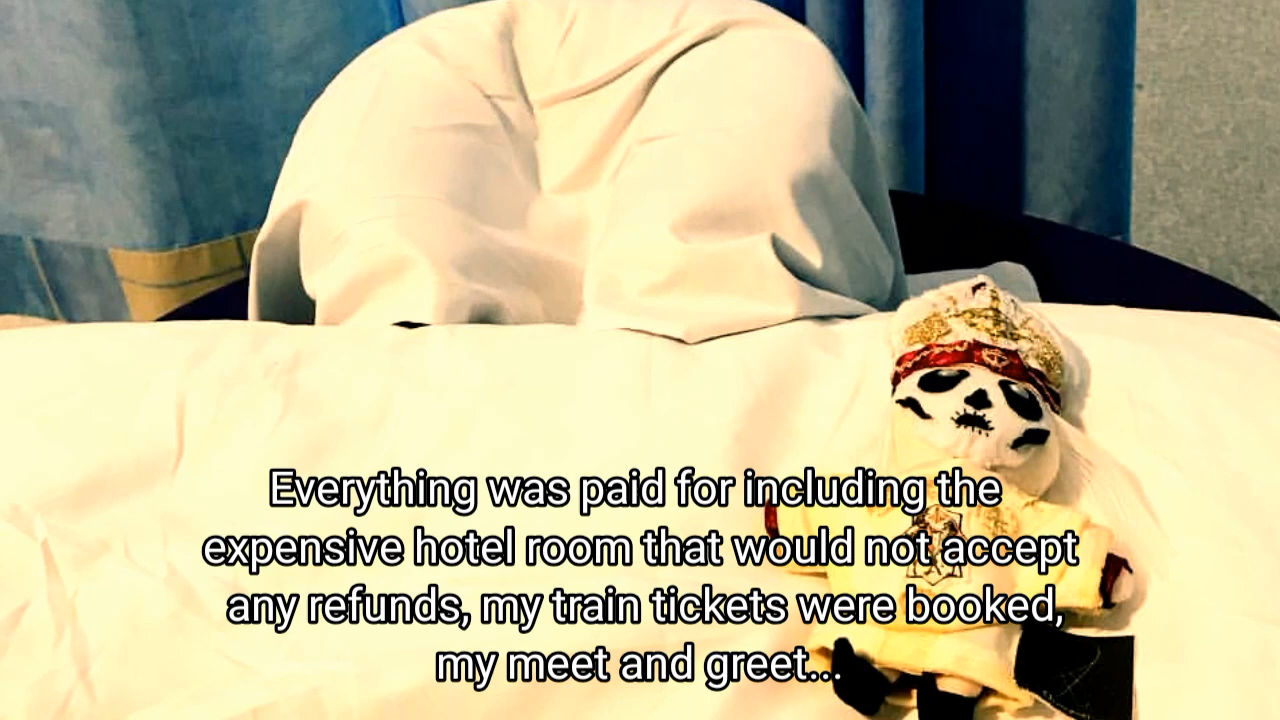 Everything was paid for including the
expensive hotel room that would not accept
any refunds, my train tickets were booked,
my meet and greet...